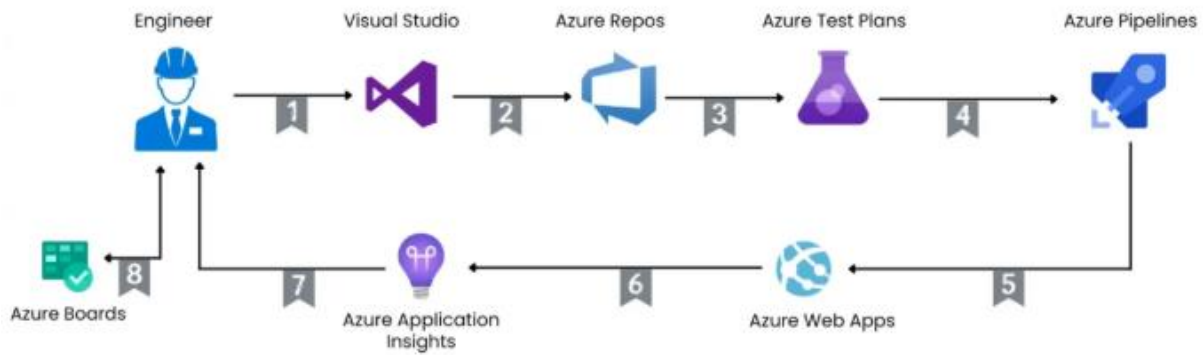 Engineer
Visual Studio
Azure Repos
Azure Test Plans
Azure Pipelines
1
2
3
4
8
7
6
5
Azure Boards
Azure Application
Insights
Azure Web Apps